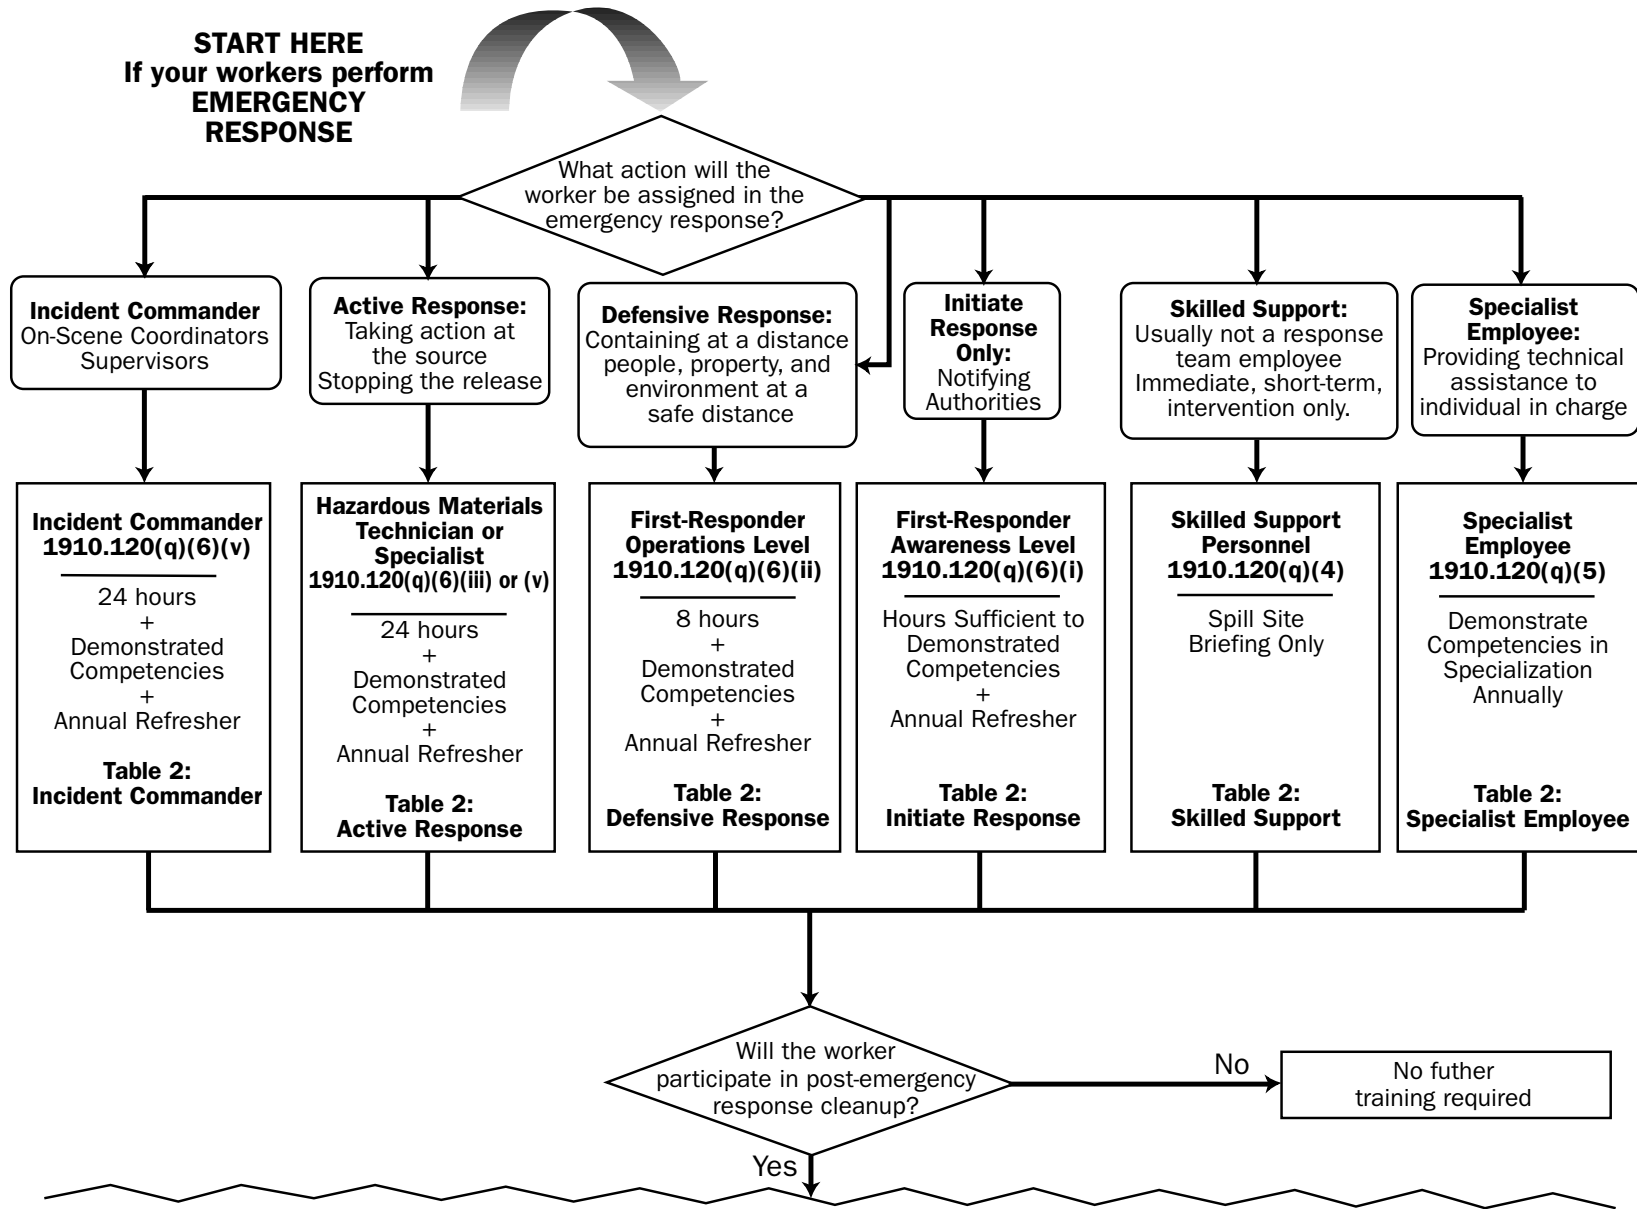 START HERE
If your workers perform
EMERGENCY
RESPONSE
What action will the
worker be assigned in the
emergency response?
Incident Commander
On-Scene Coordinators
Supervisors
Active Response:
Taking action at
the source
Stopping the release
Defensive Response:
Containing at a distance
people, property, and
environment at a
safe distance
Initiate
Response
Only:
Notifying
Authorities
Skilled Support:
Usually not a response
team employee
Immediate, short-term,
intervention only.
Specialist
Employee:
Providing technical
assistance to
individual in charge
Incident Commander
1910.120(q)(6)(v)
24 hours
+
Demonstrated
Competencies
+
Annual Refresher
Table 2:
Incident Commander
Hazardous Materials
Technician or
Specialist
1910.120(q)(6)(iii) or (v)
24 hours
+
Demonstrated
Competencies
+
Annual Refresher
Table 2:
Active Response
First-Responder
Operations Level
1910.120(q)(6)(ii)
8 hours
+
Demonstrated
Competencies
+
Annual Refresher
Table 2:
Defensive Response
First-Responder
Awareness Level
1910.120(q)(6)(i)
Hours Sufficient to
Demonstrated
Competencies
+
Annual Refresher
Table 2:
Initiate Response
Skilled Support
Personnel
1910.120(q)(4)
Spill Site
Briefing Only
Table 2:
Skilled Support
Specialist
Employee
1910.120(q)(5)
Demonstrate
Competencies in
Specialization
Annually
Table 2:
Specialist Employee
Will the worker
participate in post-emergency
response cleanup?
No
No futher
training required
Yes